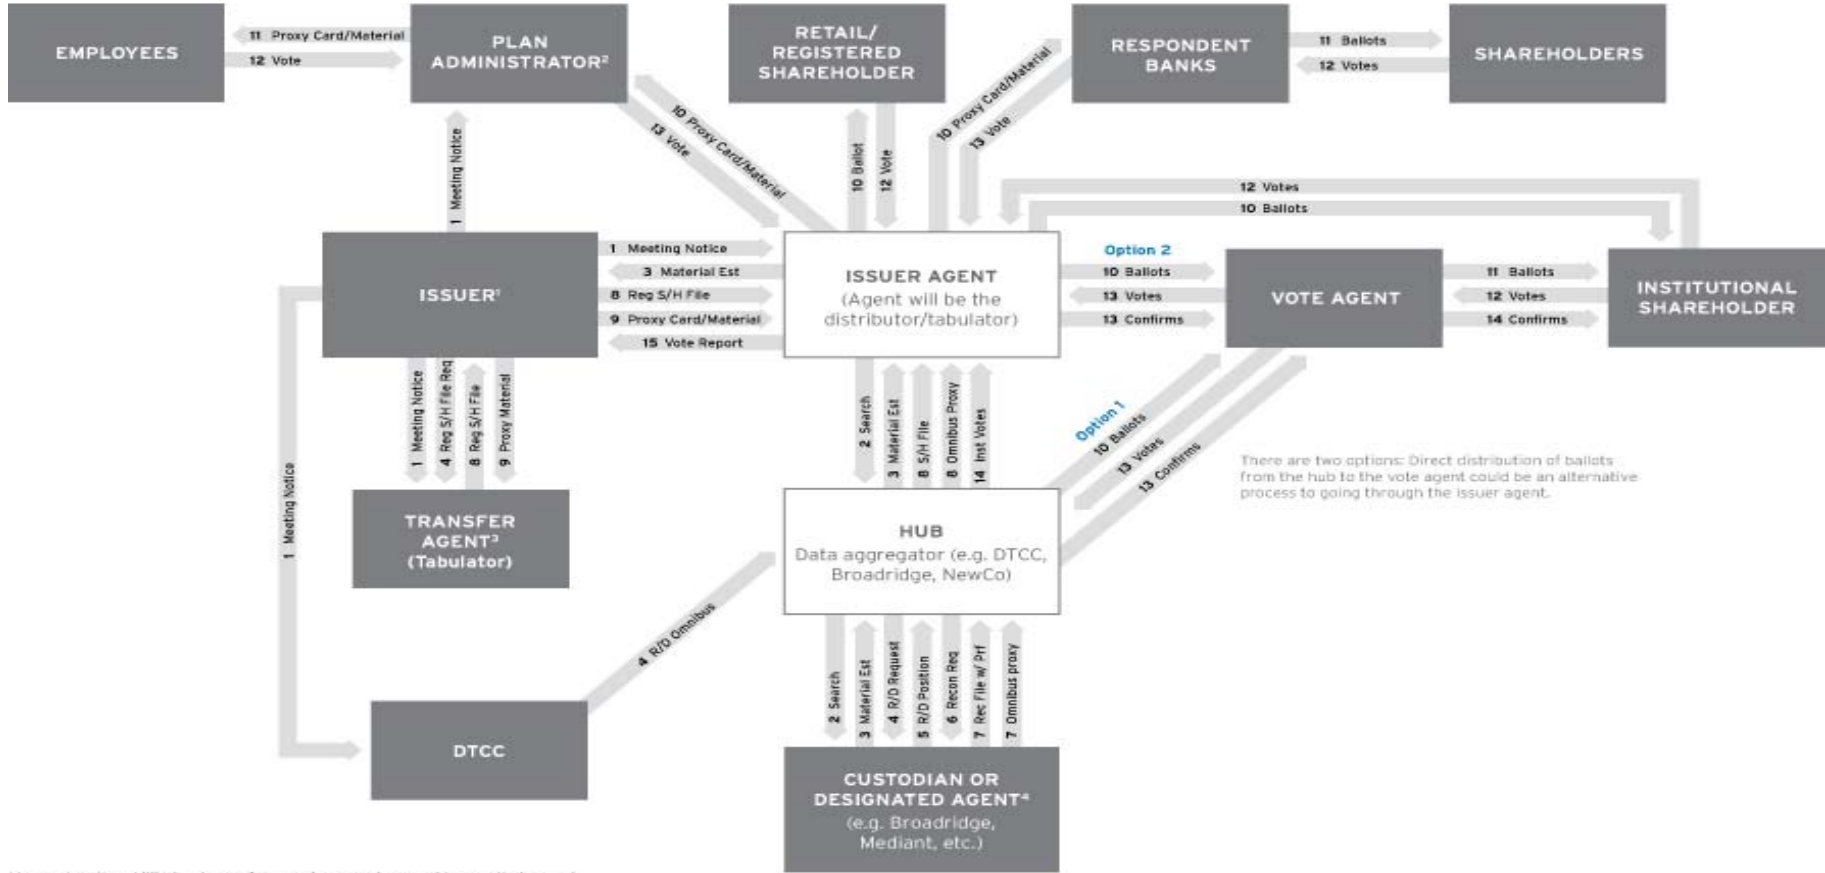 EMPLOYEES
11 Proxy Card/Material
12 Vote
PLAN
ADMINISTRATOR²
RETAIL/
REGISTERED
SHAREHOLDER
RESPONDENT
BANKS
11 Ballots
12 Votes
SHAREHOLDERS
10 Proxy Card/Material
13 Vote
10 Ballot
12 Vote
10 Proxy Card/Material
13 Vote
1 Meeting Notice
12 Votes
10 Ballots
ISSUER¹
1 Meeting Notice
3 Material Est
8 Reg S/H File
9 Proxy Card/Material
15 Vote Report
ISSUER AGENT
(Agent will be the
distributor/tabulator)
Option 2
10 Ballots
13 Votes
13 Confirms
VOTE AGENT
11 Ballots
12 Votes
14 Confirms
INSTITUTIONAL
SHAREHOLDER
1 Meeting Notice
4 Reg S/H File Req
8 Reg S/H File
9 Proxy Material
2 Search
3 Material Est
8 S/H File
8 Omnibus Proxy
14 Inst Votes
Option 1
10 Ballots
13 Votes
13 Confirms
There are two options: Direct distribution of ballots
from the hub to the vote agent could be an alternative
process to going through the issuer agent.
1 Meeting Notice
TRANSFER
AGENT³
(Tabulator)
HUB
Data aggregator (e.g. DTCC,
Broadridge, NewCo)
4 R/D Omnibus
2 Search
3 Material Est
4 R/D Request
5 R/D Position
6 Recon Req
7 Rec File w/ Prf
7 Omnibus proxy
DTCC
CUSTODIAN OR
DESIGNATED AGENT⁴
(e.g. Broadridge,
Mediant, etc.)